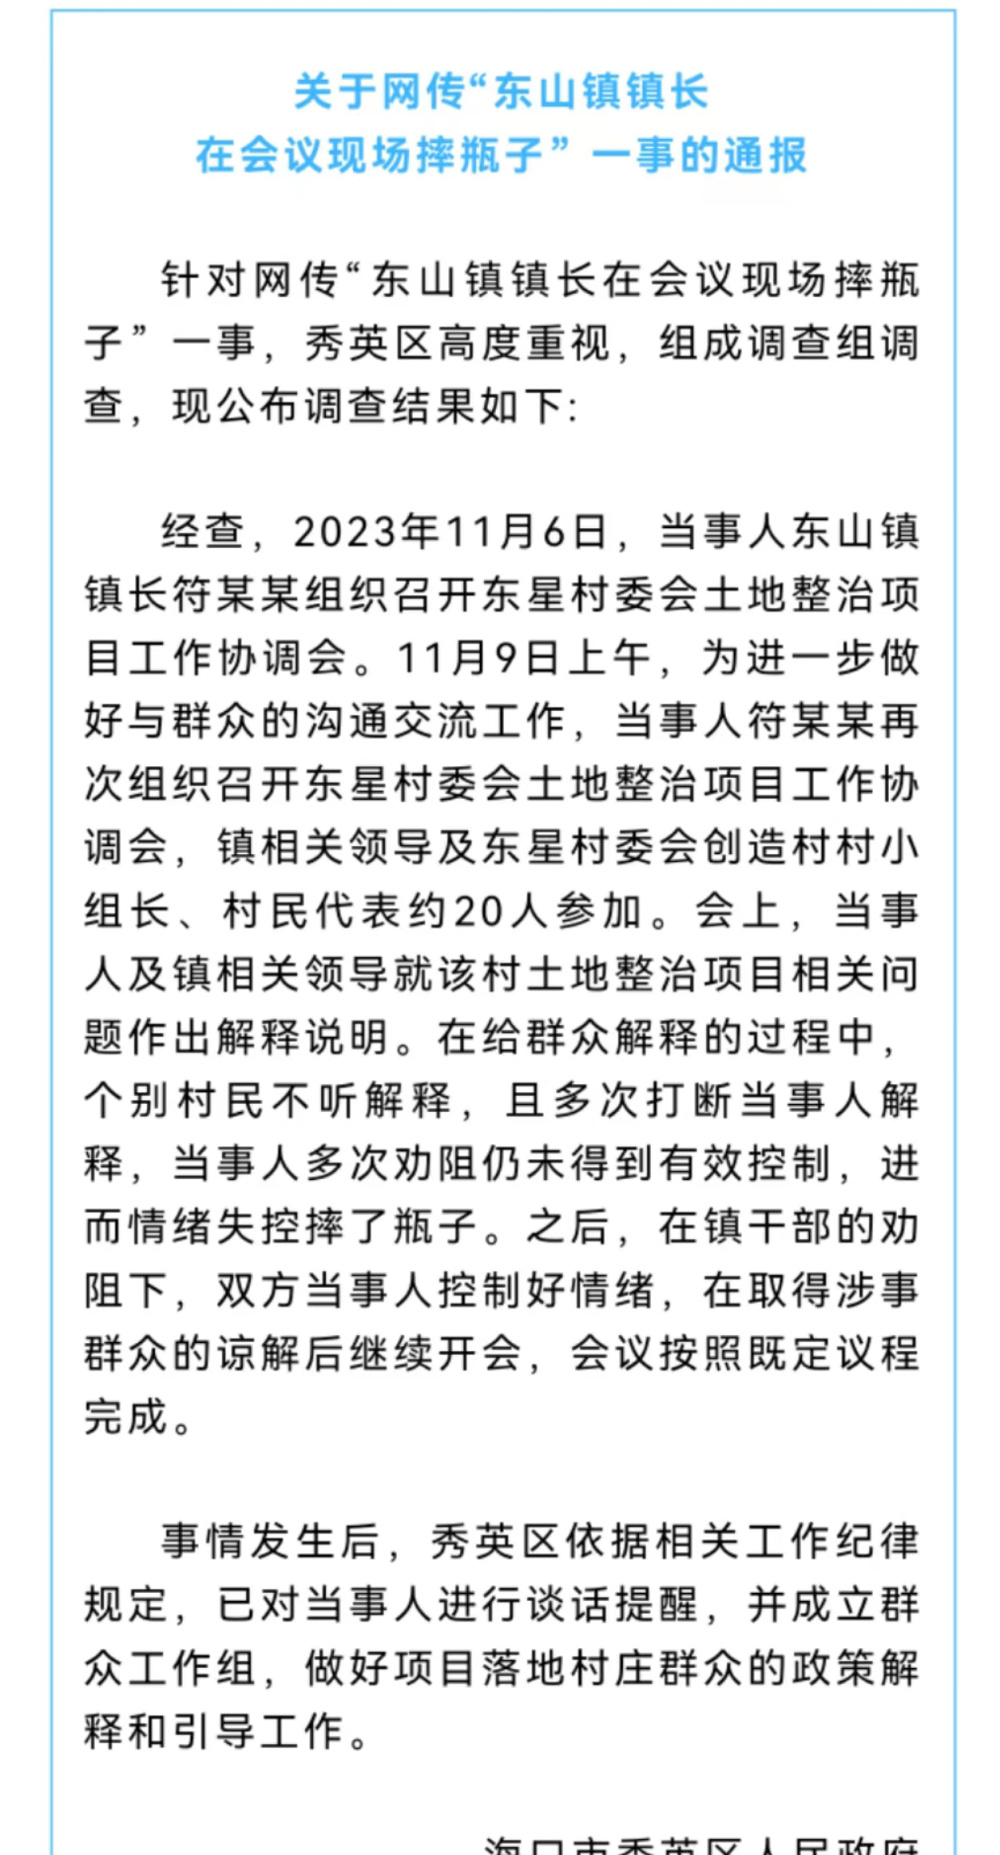 关于网传“东山镇镇长
在会议现场摔瓶子”一事的通报
针对网传“东山镇镇长在会议现场摔瓶
子”一事，秀英区高度重视，组成调查组调
查，现公布调查结果如下：
经查，2023年11月6日，当事人东山镇
镇长符某某组织召开东星村委会土地整治项
目工作协调会。11月9日上午，为进一步做
好与群众的沟通交流工作，当事人符某某再
次组织召开东星村委会土地整治项目工作协
调会，镇相关领导及东星村委会创造村村小
组长、村民代表约20人参加。会上，当事
人及镇相关领导就该村土地整治项目相关问
题作出解释说明。在给群众解释的过程中，
个别村民不听解释，且多次打断当事人解
释，当事人多次劝阻仍未得到有效控制，进
而情绪失控摔了瓶子。之后，在镇干部的劝
阻下，双方当事人控制好情绪，在取得涉事
群众的谅解后继续开会，会议按照既定议程
完成。
事情发生后，秀英区依据相关工作纪律
规定，已对当事人进行谈话提醒，并成立群
众工作组，做好项目落地村庄群众的政策解
释和引导工作。
海口市秀英区人民政府